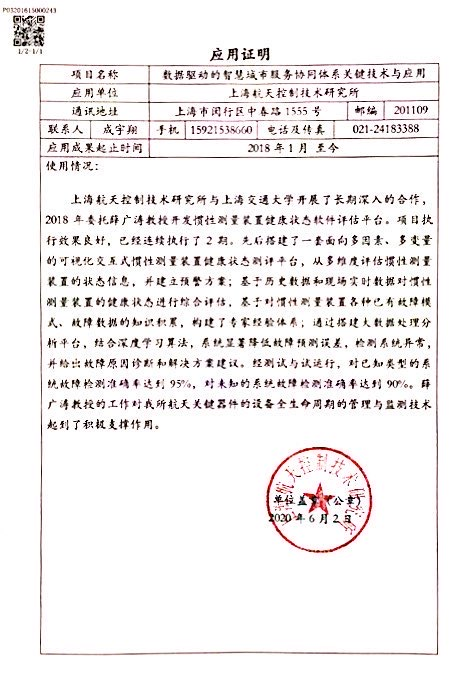 P03201615000243
1/2-1/1
应用证明
项目名称 数据驱动的智慧城市服务协同体系关键技术与应用
应用单位 上海航天控制技术研究所
通讯地址 上海市闵行区中春路 1555 号 邮编 201109
联系人 成宇翔 手机 15921538660 电话及传真 021-24183388
应用成果起止时间 2018 年 1 月 至今
使用情况：
上海航天控制技术研究所与上海交通大学开展了长期深入的合作，
2018 年委托薛广涛教授开发惯性测量装置健康状态软件评估平台。项目执
行效果良好，已经连续执行了 2 期。先后搭建了一套面向多因素、多变量
的可视化交互式惯性测量装置健康状态测评平台，从多维度评估惯性测量
装置的状态信息，并建立预警方案；基于历史数据和现场实时数据对惯性
测量装置的健康状态进行综合评估，基于对惯性测量装置各种已有故障模
式、故障数据的知识积累，构建了专家经验体系；通过搭建大数据处理分
析平台，结合深度学习算法，系统显著降低故障预测误差，检测系统异常，
并给出故障原因诊断和解决方案建议。经测试与试运行，对已知类型的系
统故障检测准确率达到 95%，对未知的系统故障检测准确率达到 90%。薛
广涛教授的工作对我所航天关键器件的设备全生命周期的管理与监测技术
起到了积极支撑作用。
上海航天控制技术研究所
单位盖章（公章）
2020 年 6 月 2 日